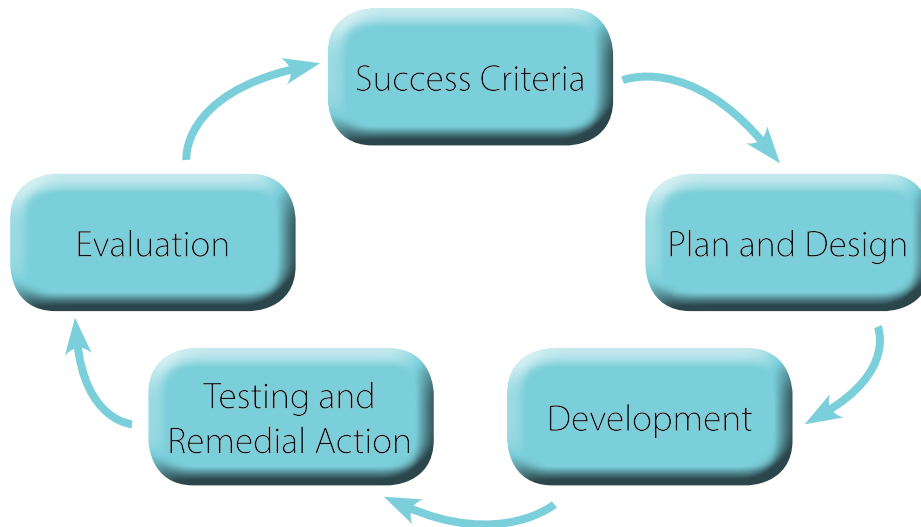 Success Criteria
Plan and Design
Development
Testing and
Remedial Action
Evaluation